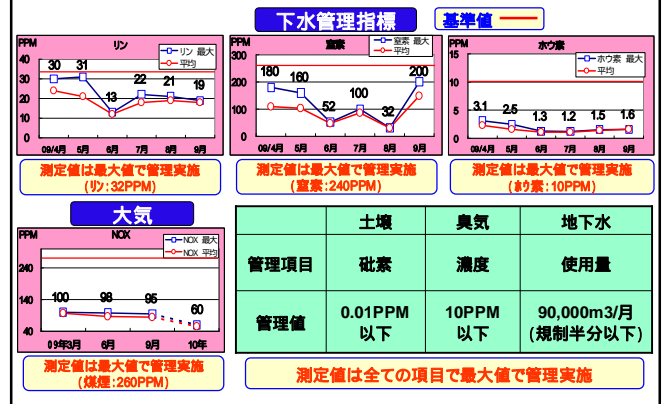 下水管理指標
基準値
PPM
リン
リン 最大
平均
40
30
20
10
0
30 31 13 22 21 19
09/4月 5月 6月 7月 8月 9月
測定値は最大値で管理実施
(リン:32PPM)
PPM
窒素
窒素 最大
平均
300
200
100
0
180 160 52 100 32 200
09/4月 5月 6月 7月 8月 9月
測定値は最大値で管理実施
(窒素:240PPM)
PPM
ホウ素
ホウ素 最大
平均
15
10
5
0
3.1 2.5 1.3 1.2 1.5 1.6
09/4月 5月 6月 7月 8月 9月
測定値は最大値で管理実施
(ホウ素:10PPM)
大気
PPM
NOX
NOX 最大
NOX 平均
240
140
40
100 98 95 60
09年3月 6月 9月 10年
測定値は最大値で管理実施
(煤煙:260PPM)
土壌 臭気 地下水
管理項目 砒素 濃度 使用量
管理値 0.01PPM以下 10PPM以下 90,000m3/月(規制半分以下)
測定値は全ての項目で最大値で管理実施